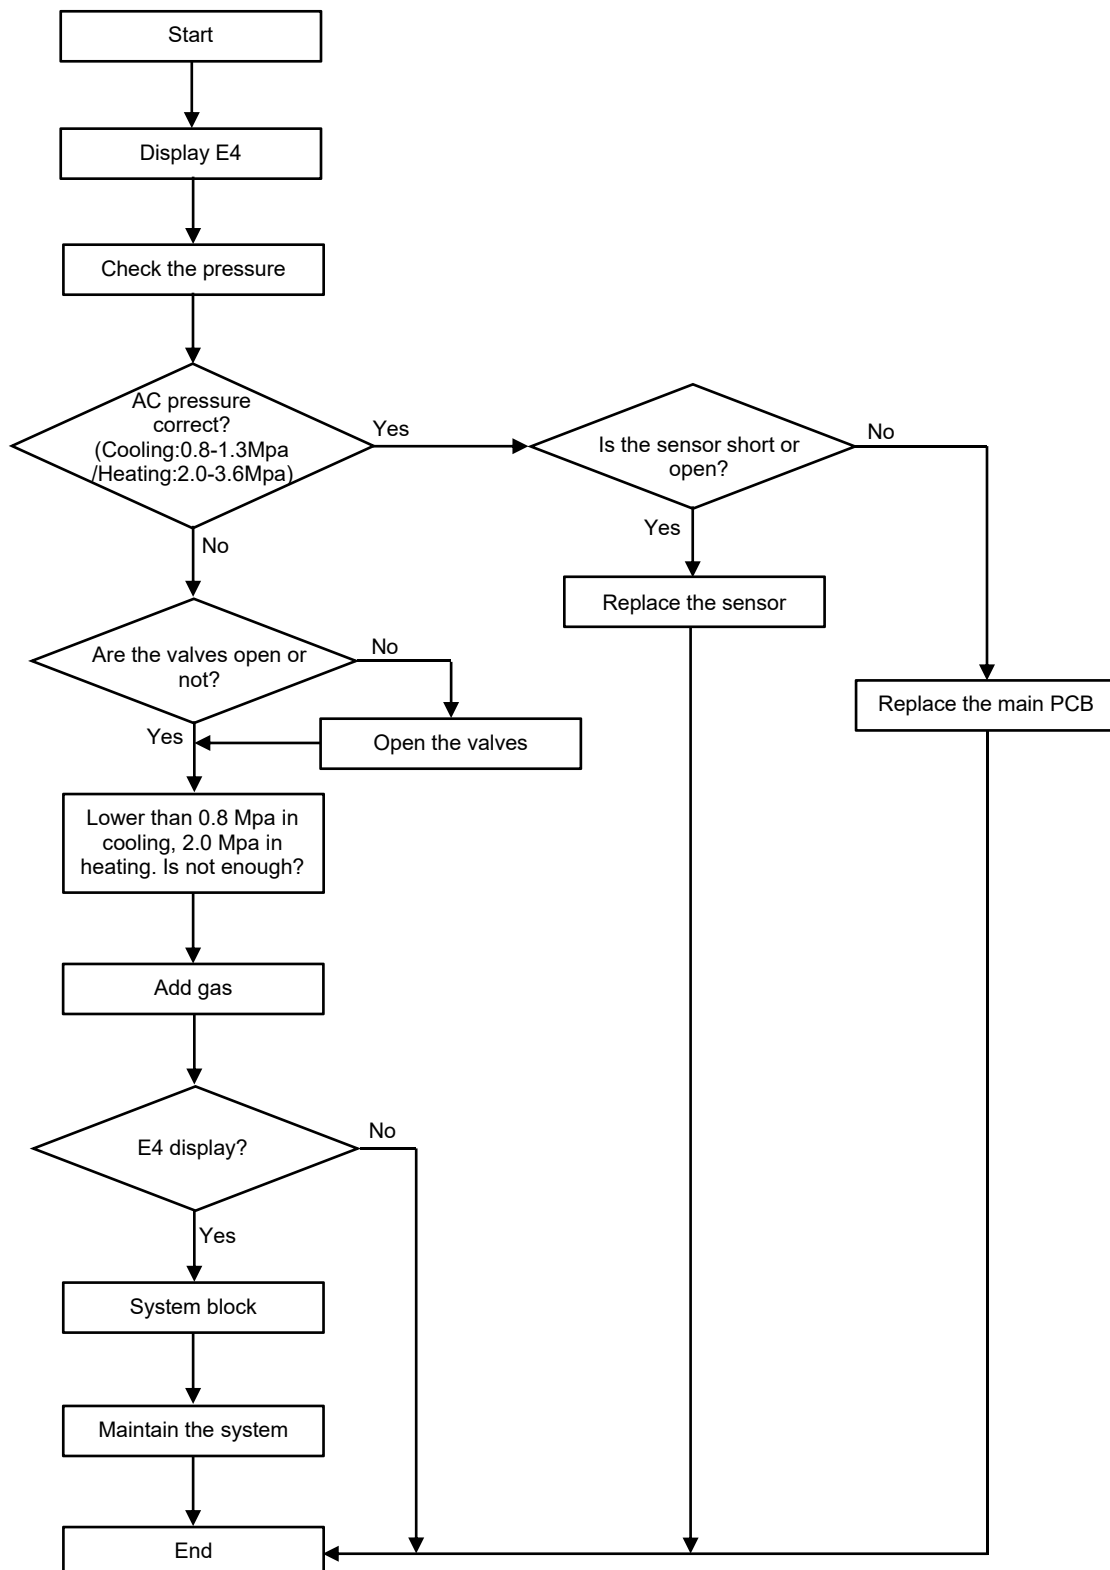 Start
Display E4
Check the pressure
AC pressure
correct?
(Cooling:0.8-1.3Mpa
/Heating:2.0-3.6Mpa)
Yes
Is the sensor short or
open?
No
No
Yes
Replace the sensor
Are the valves open or
not?
No
Replace the main PCB
Yes
Open the valves
Lower than 0.8 Mpa in
cooling, 2.0 Mpa in
heating. Is not enough?
Add gas
E4 display?
No
Yes
System block
Maintain the system
End